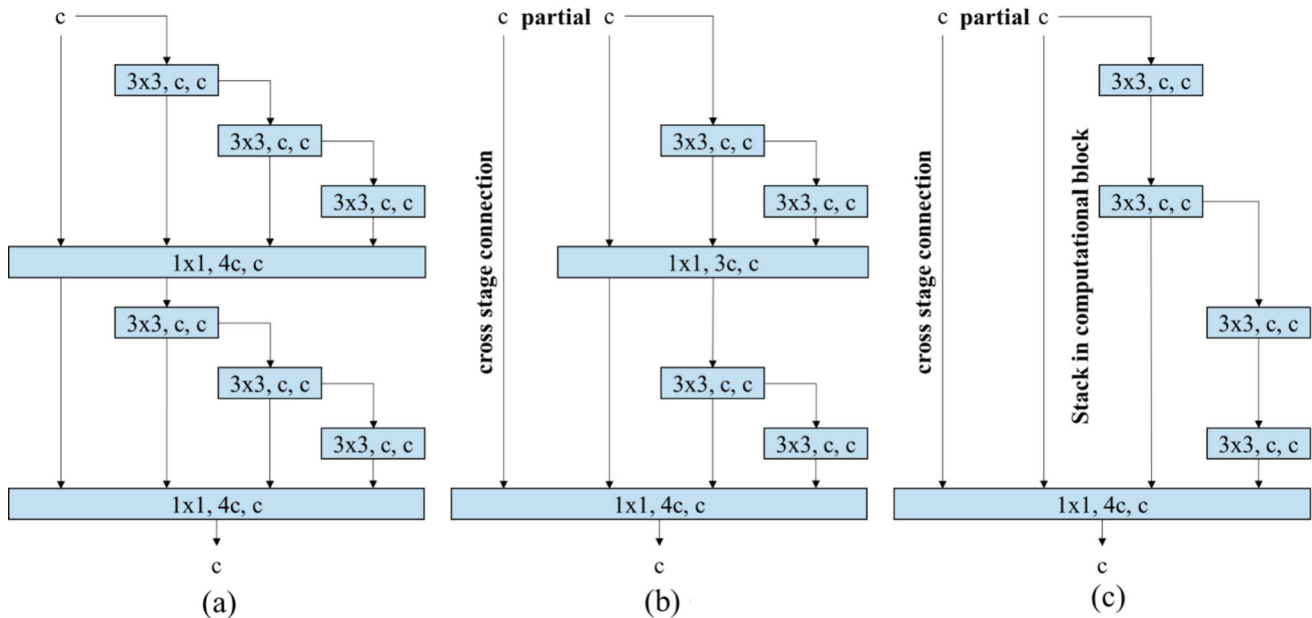 c
3x3, c, c
3x3, c, c
3x3, c, c
1x1, 4c, c
3x3, c, c
3x3, c, c
3x3, c, c
1x1, 4c, c
c
(a)
c partial c
cross stage connection
3x3, c, c
3x3, c, c
1x1, 3c, c
3x3, c, c
3x3, c, c
1x1, 4c, c
c
(b)
c partial c
cross stage connection
Stack in computational block
3x3, c, c
3x3, c, c
3x3, c, c
3x3, c, c
1x1, 4c, c
c
(c)